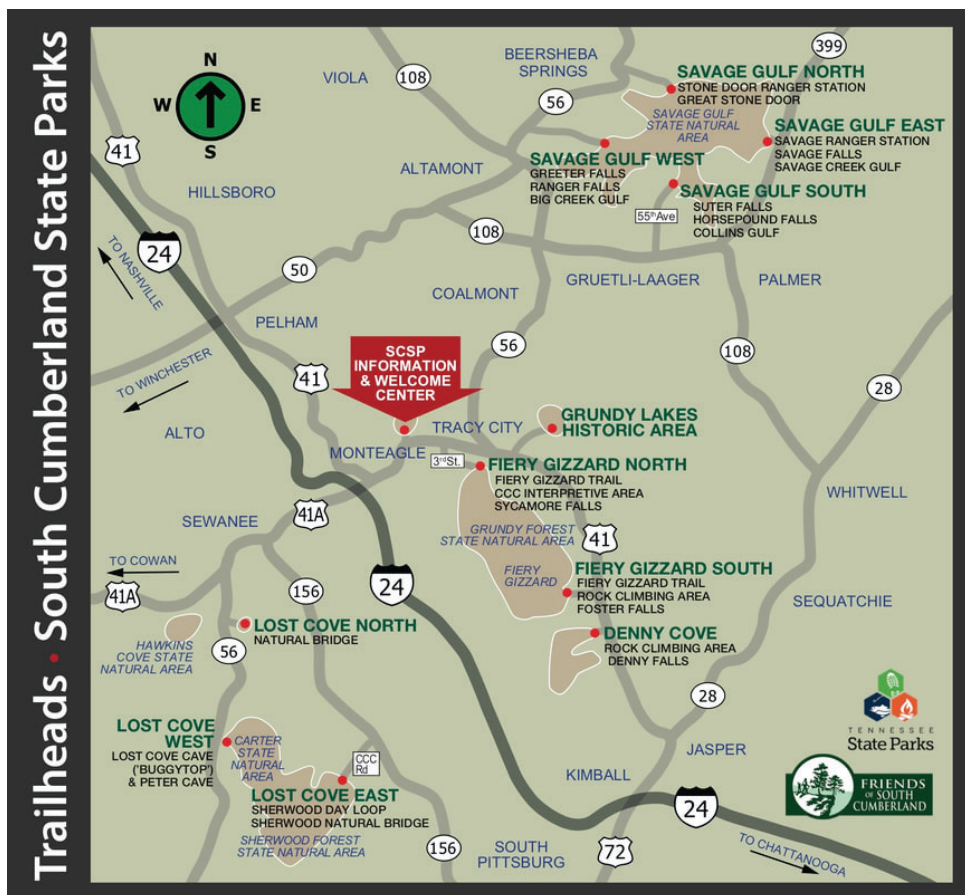 Trailheads • South Cumberland State Parks
N
W E
S
VIOLA
108
BEERSHEBA
SPRINGS
399
56
SAVAGE GULF NORTH
STONE DOOR RANGER STATION
GREAT STONE DOOR
SAVAGE GULF
STATE NATURAL
AREA
SAVAGE GULF EAST
SAVAGE RANGER STATION
SAVAGE FALLS
SAVAGE CREEK GULF
41
HILLSBORO
ALTAMONT
SAVAGE GULF WEST
GREETER FALLS
RANGER FALLS
BIG CREEK GULF
SAVAGE GULF SOUTH
SUTER FALLS
HORSEPOUND FALLS
COLLINS GULF
55th Ave
108
24
TO NASHVILLE
50
COALMONT
GRUETLI-LAAGER
PALMER
PELHAM
56
108
SCSP
INFORMATION
& WELCOME
CENTER
41
TO WINCHESTER
28
ALTO
MONTEAGLE
TRACY CITY
GRUNDY LAKES
HISTORIC AREA
3rd St.
FIERY GIZZARD NORTH
FIERY GIZZARD TRAIL
CCC INTERPRETIVE AREA
SYCAMORE FALLS
WHITWELL
41A
SEWANEE
GRUNDY FOREST
STATE NATURAL AREA
41
TO COWAN
41A
156
24
FIERY
GIZZARD
FIERY GIZZARD SOUTH
FIERY GIZZARD TRAIL
ROCK CLIMBING AREA
FOSTER FALLS
SEQUATCHIE
LOST COVE NORTH
NATURAL BRIDGE
HAWKINS
COVE STATE
NATURAL AREA
56
DENNY COVE
ROCK CLIMBING AREA
DENNY FALLS
28
TENNESSEE
State Parks
LOST COVE
WEST
LOST COVE CAVE
('BUGGYTOP')
& PETER CAVE
CARTER
STATE
NATURAL
AREA
CCC
Rd
JASPER
KIMBALL
FRIENDS
OF SOUTH
CUMBERLAND
LOST COVE EAST
SHERWOOD DAY LOOP
SHERWOOD NATURAL BRIDGE
SHERWOOD FOREST
STATE NATURAL AREA
24
156
SOUTH
PITTSBURG
72
TO CHATTANOOGA